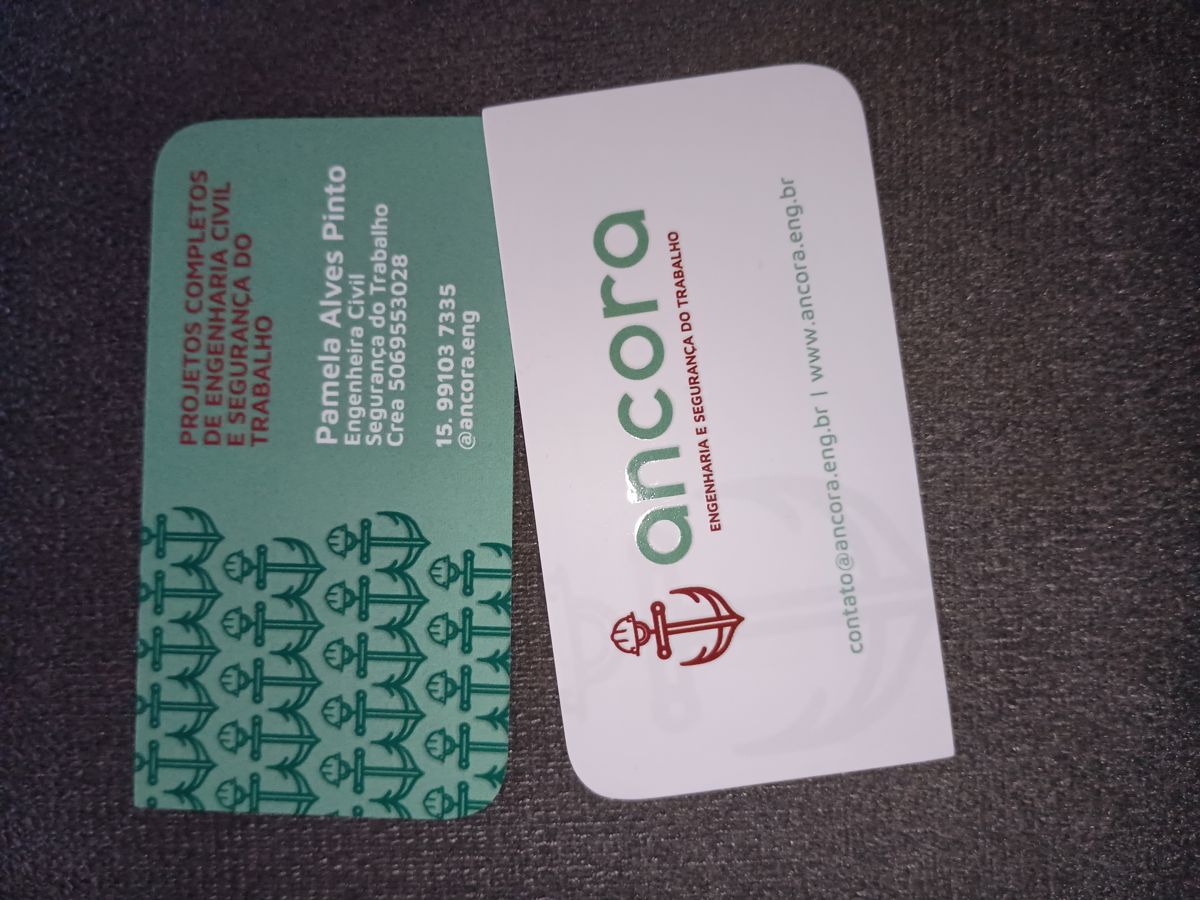 PROJETOS COMPLETOS
DE ENGENHARIA CIVIL
E SEGURANÇA DO
TRABALHO
Pamela Alves Pinto
Engenheira Civil
Segurança do Trabalho
Crea 5069553028
15. 99103 7335
@ancora.eng
ancora
ENGENHARIA E SEGURANÇA DO TRABALHO
contato@ancora.eng.br | www.ancora.eng.br